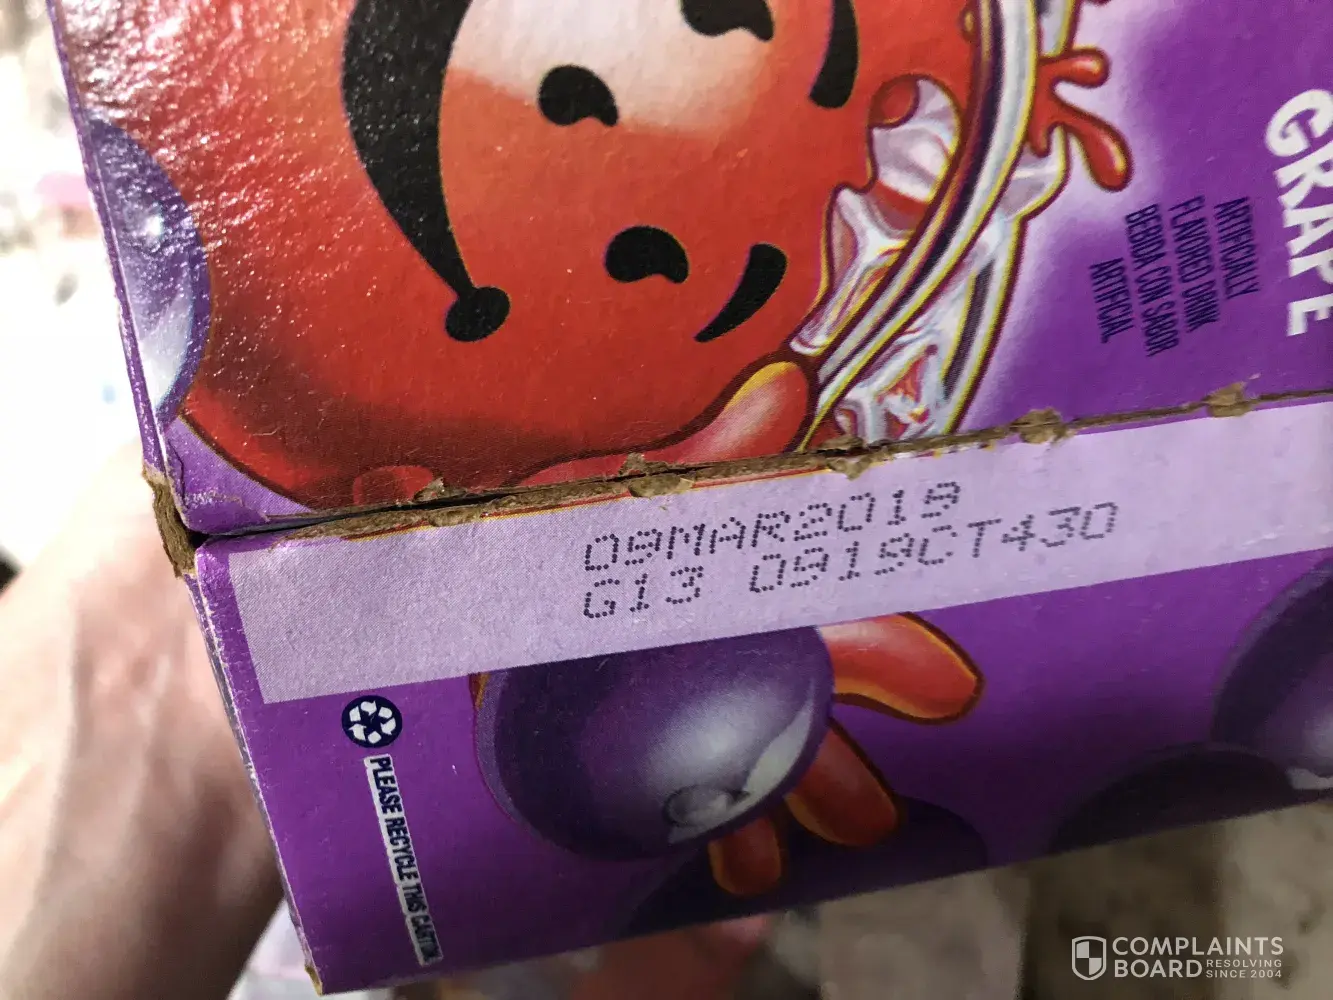 GRAPE
ARTIFICIALLY
FLAVORED DRINK
BEBIDA CON SABOR
ARTIFICIAL
09MAR2019
G13 0919CT430
PLEASE RECYCLE THIS CARTON
COMPLAINTS
BOARD RESOLVING
SINCE 2004